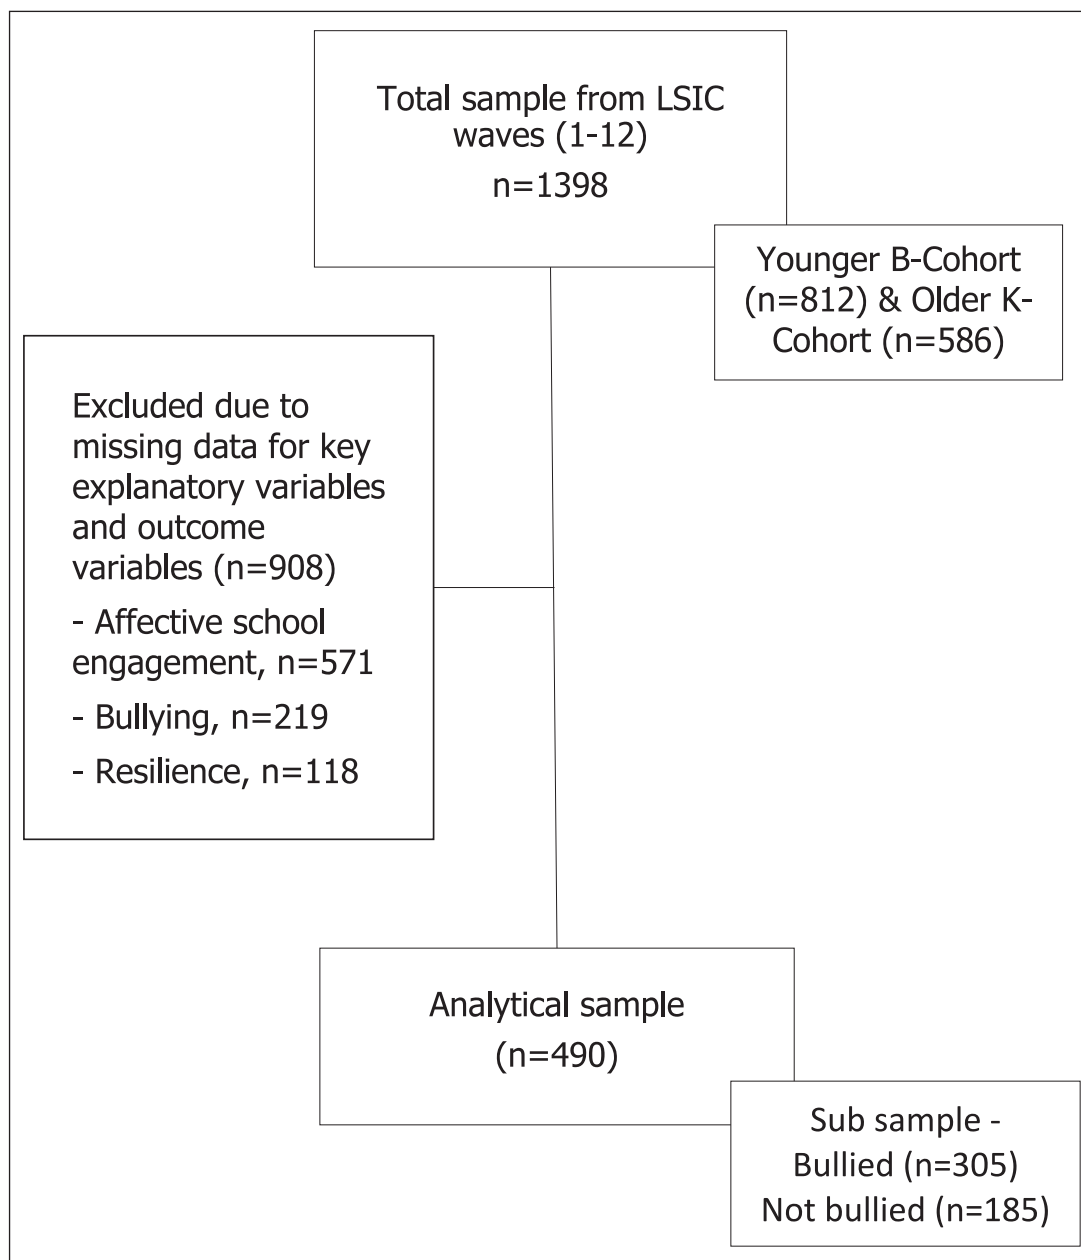 Total sample from LSIC
waves (1-12)
n=1398
Younger B-Cohort
(n=812) & Older K-
Cohort (n=586)
Excluded due to
missing data for key
explanatory variables
and outcome
variables (n=908)
- Affective school
engagement, n=571
- Bullying, n=219
- Resilience, n=118
Analytical sample
(n=490)
Sub sample -
Bullied (n=305)
Not bullied (n=185)